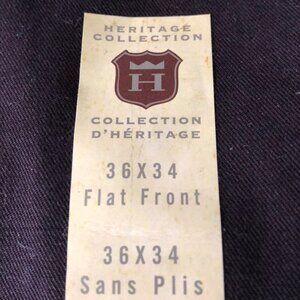 HERITAGE
COLLECTION
H
COLLECTION
D'HÉRITAGE
36X34
Flat Front
36X34
Sans Plis